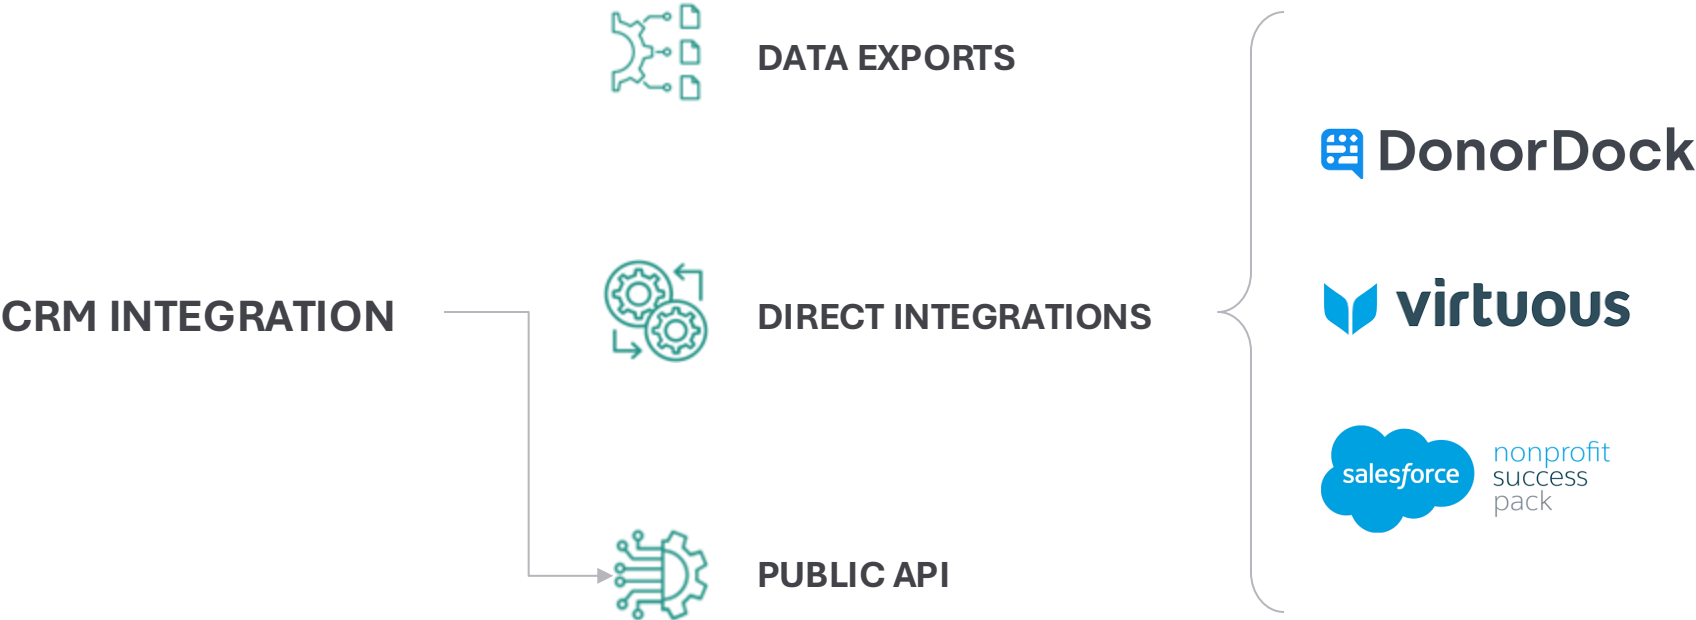 CRM INTEGRATION
DATA EXPORTS
DIRECT INTEGRATIONS
PUBLIC API
DonorDock
virtuous
salesforce
nonprofit
success
pack